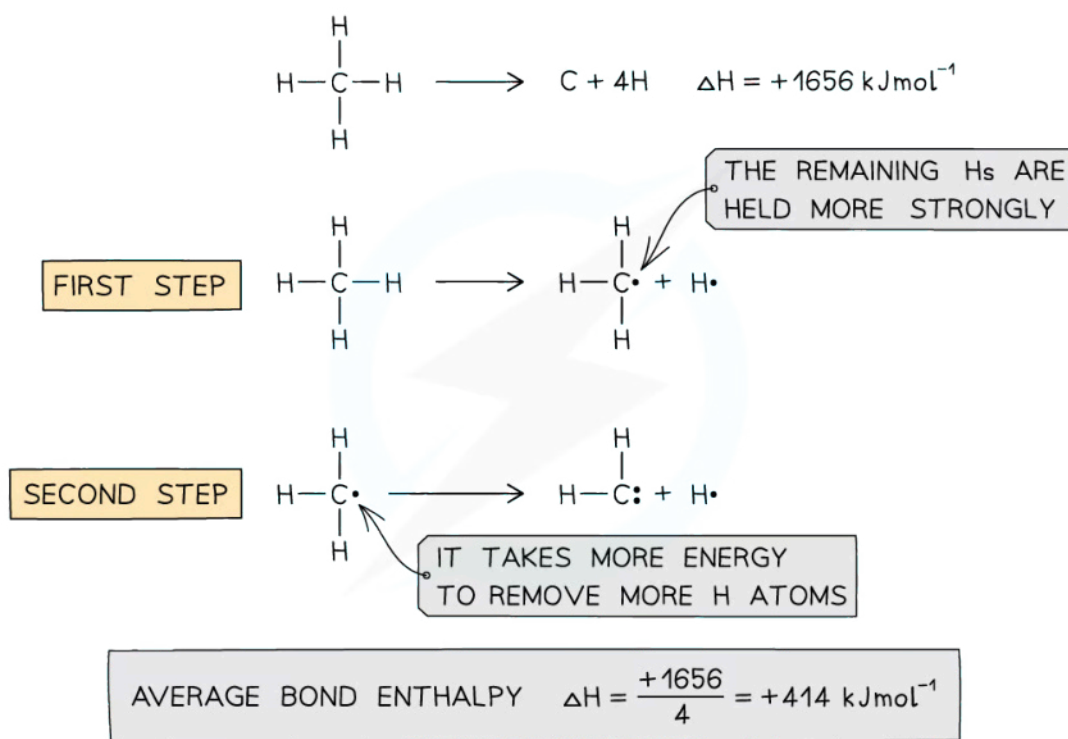 H
H—C—H ⟶ C + 4H ΔH = +1656 kJmol⁻¹
H
THE REMAINING Hs ARE
HELD MORE STRONGLY
H H
FIRST STEP H—C—H ⟶ H—C• + H•
H H
H H
SECOND STEP H—C• ⟶ H—C: + H•
H
IT TAKES MORE ENERGY
TO REMOVE MORE H ATOMS
AVERAGE BOND ENTHALPY ΔH = +1656/4 = +414 kJmol⁻¹